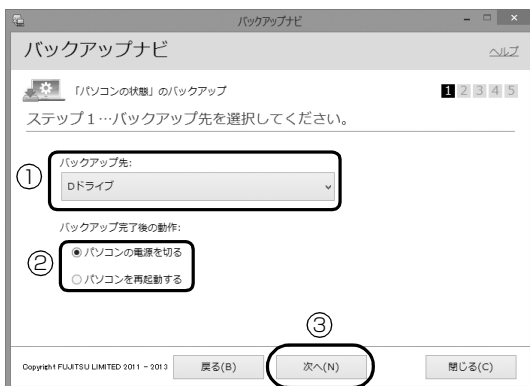 バックアップナビ
バックアップナビ
ヘルプ
「パソコンの状態」のバックアップ
1 2 3 4 5
ステップ1…バックアップ先を選択してください。
① バックアップ先:
Dドライブ
バックアップ完了後の動作:
② パソコンの電源を切る
パソコンを再起動する
③
Copyright FUJITSU LIMITED 2011 - 2013 戻る(B) 次へ(N) 閉じる(C)